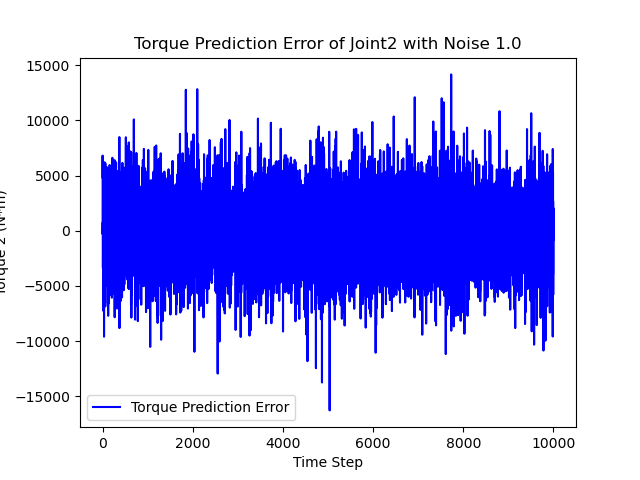 Torque Prediction Error of Joint2 with Noise 1.0
15000
10000
5000
0
−5000
−10000
−15000
Torque 2 (N*m)
Torque Prediction Error
0 2000 4000 6000 8000 10000
Time Step